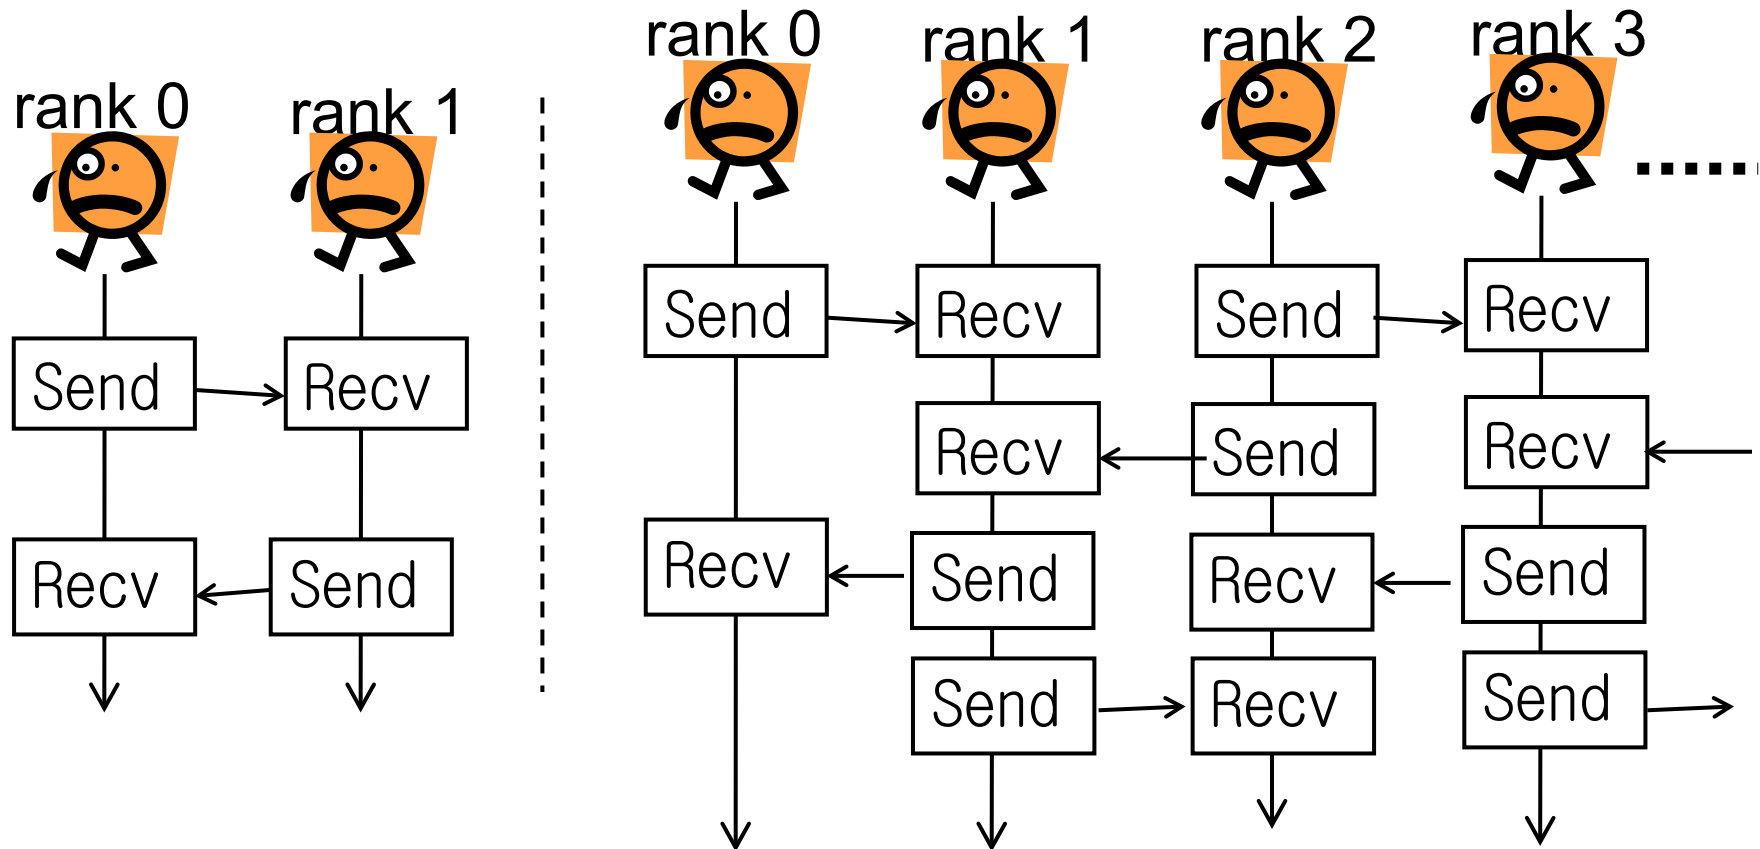 rank 0
rank 1
Send
Recv
Recv
Send
rank 0
rank 1
rank 2
rank 3
Send
Recv
Send
Recv
Recv
Send
Recv
Recv
Send
Recv
Send
Send
Recv
Send